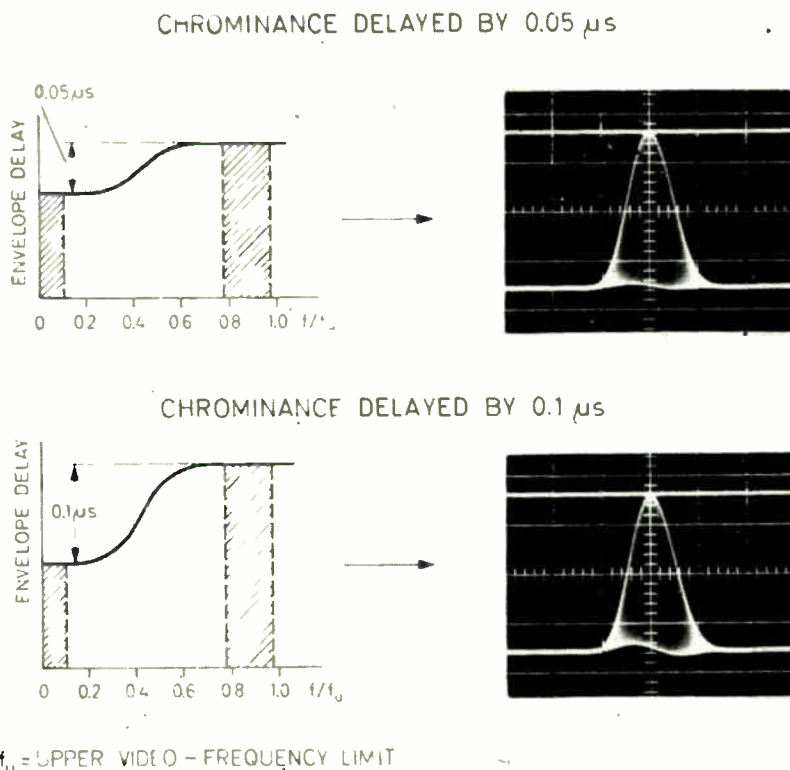 CHROMINANCE DELAYED BY 0.05 µs
0.05 µs
ENVELOPE DELAY
0 0.2 0.4 0.6 0.8 1.0 f/fᵤ
CHROMINANCE DELAYED BY 0.1 µs
ENVELOPE DELAY
0.1 µs
0 0.2 0.4 0.6 0.8 1.0 f/fᵤ
fᵤ = UPPER VIDEO - FREQUENCY LIMIT